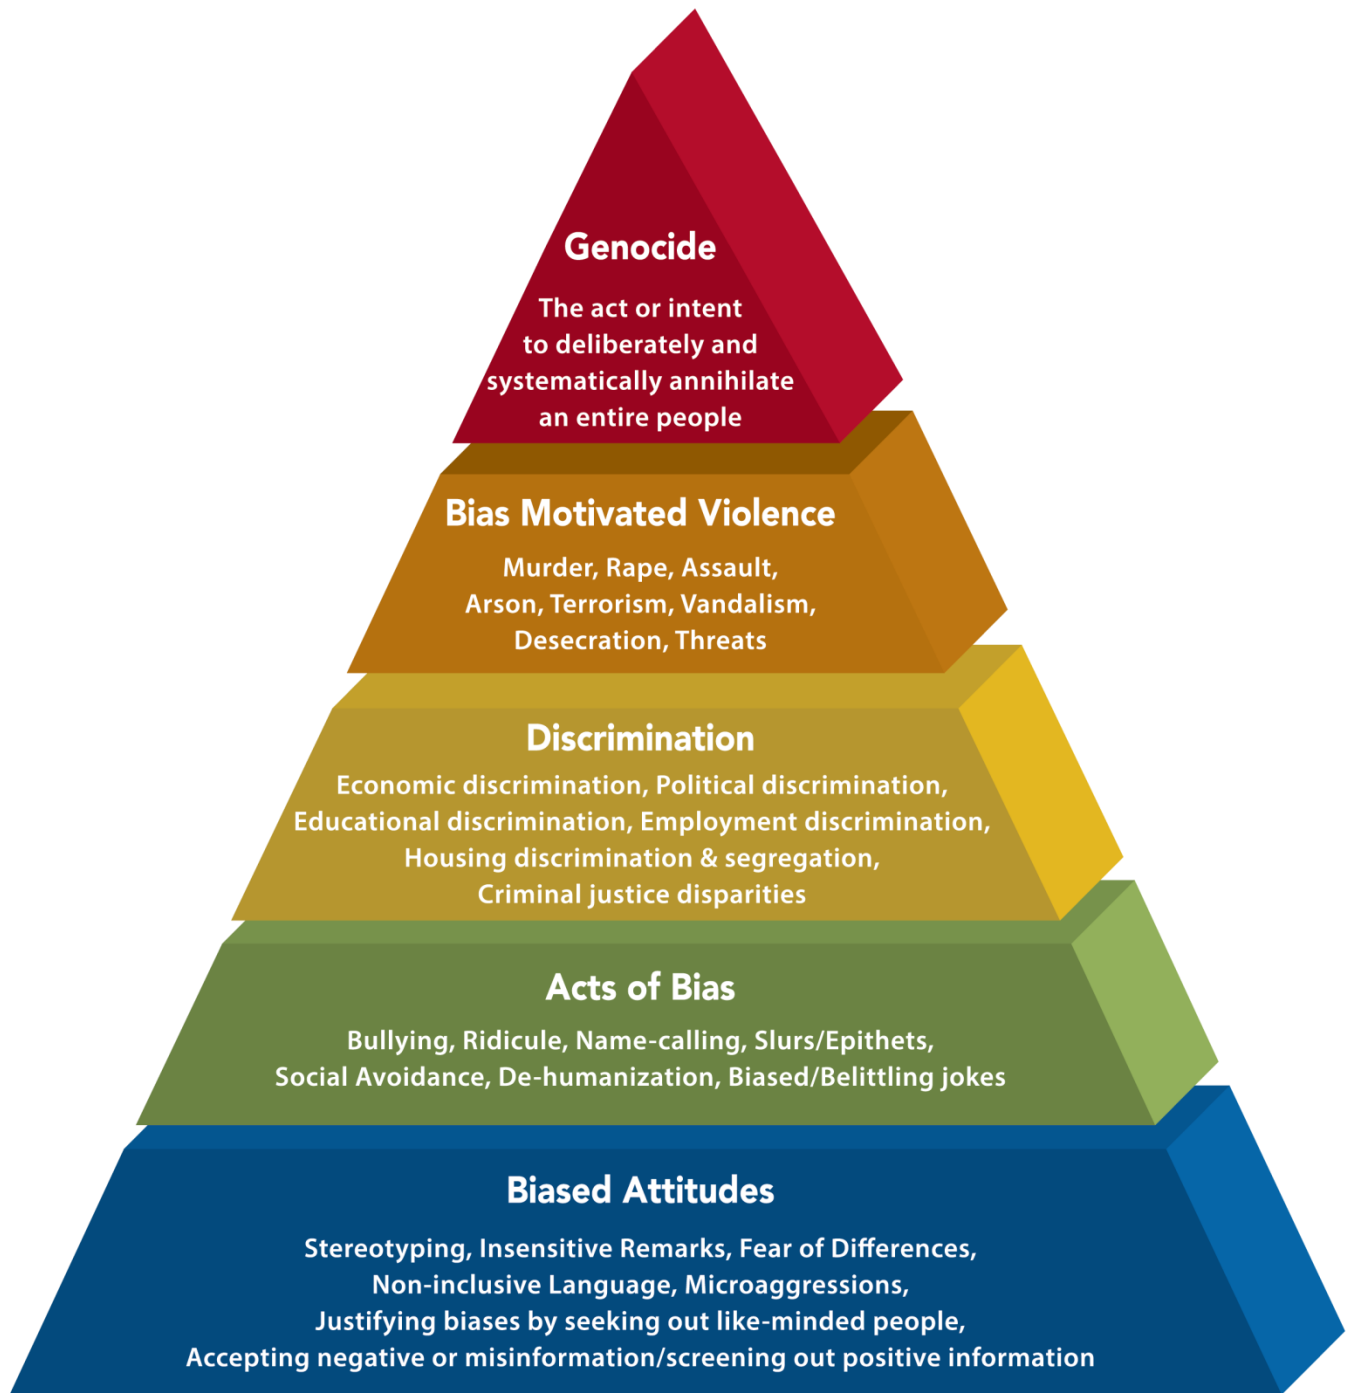 Genocide
The act or intent
to deliberately and
systematically annihilate
an entire people
Bias Motivated Violence
Murder, Rape, Assault,
Arson, Terrorism, Vandalism,
Desecration, Threats
Discrimination
Economic discrimination, Political discrimination,
Educational discrimination, Employment discrimination,
Housing discrimination & segregation,
Criminal justice disparities
Acts of Bias
Bullying, Ridicule, Name-calling, Slurs/Epithets,
Social Avoidance, De-humanization, Biased/Belittling jokes
Biased Attitudes
Stereotyping, Insensitive Remarks, Fear of Differences,
Non-inclusive Language, Microaggressions,
Justifying biases by seeking out like-minded people,
Accepting negative or misinformation/screening out positive information